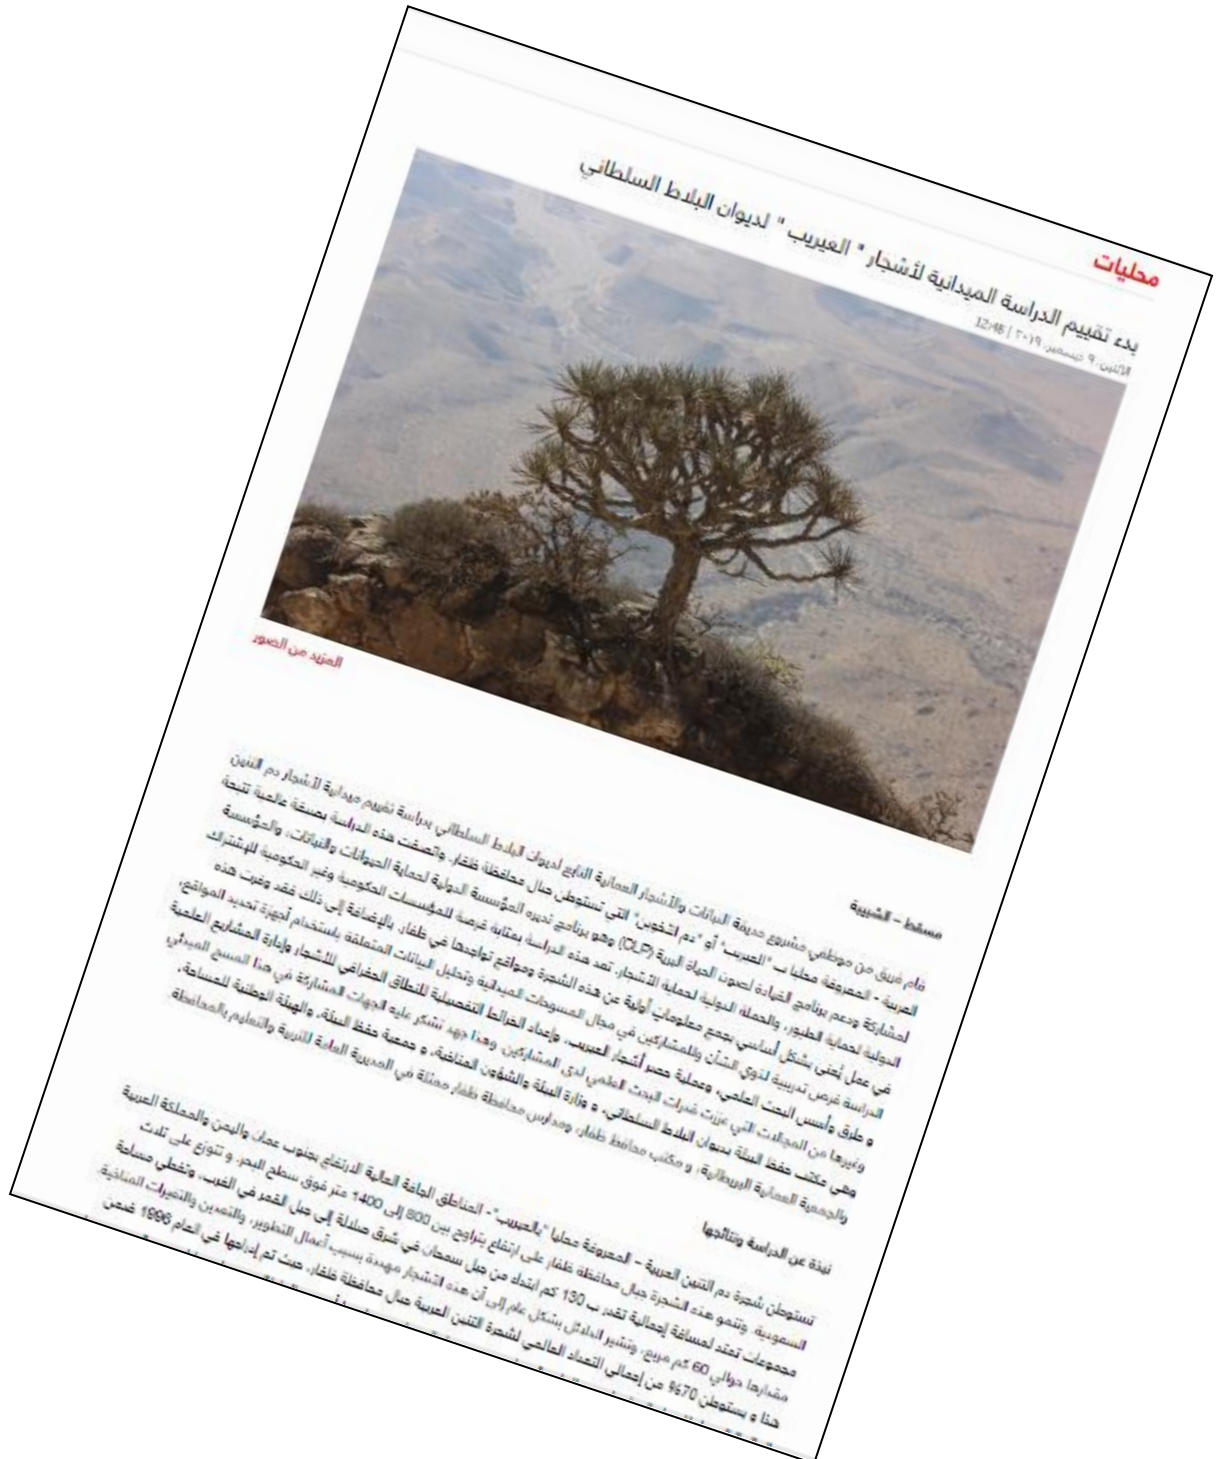 محليات
بدء تقييم الدراسة الميدانية لأشجار " العيريب " لديوان البلاط السلطاني
الاثنين، ٩ ديسمبر، ٢٠١٩ | 12:46
المزيد من الصور
مسقط – الشبيبة
قام فريق من موظفي مشروع حديقة النباتات والأشجار العمانية التابع لديوان البلاط السلطاني بدراسة تقييم ميدانية لأشجار دم التنين
العربية - المعروفة محليا ب "العيريب" أو "دم الاخوين" التي تستوطن جبال محافظة ظفار. واتصفت هذه الدراسة بصفة عالمية نتيجة
لمشاركة ودعم برنامج القيادة لصون الحياة البرية (CLP) وهو برنامج تديره المؤسسة الدولية لحماية الحيوانات والنباتات، والمؤسسة
الدولية لحماية الطيور، والحملة الدولية لحماية الأشجار. تعد هذه الدراسة بمثابة فرصة للمؤسسات الحكومية وغير الحكومية للإشتراك
في عمل يُعنى بشكل أساسي بجمع معلومات أولية عن هذه الشجرة ومواقع تواجدها في ظفار. بالإضافة إلى ذلك فقد وفرت هذه
الدراسة فرص تدريبية لذوي الشأن وللمشاركين في مجال المسوحات الميدانية وتحليل البيانات المتعلقة باستخدام أجهزة تحديد المواقع،
و طرق وأسس البحث العلمي، وعملية حصر أشجار العيريب، وإعداد الخرائط التفصيلية للنطاق الجغرافي للأشجار وإدارة المشاريع العلمية
وغيرها من المجالات التي عززت قدرات البحث العلمي لدى المشاركين. وهذا جهد تشكر عليه الجهات المشاركة في هذا المسح المبدئي
وهي مكتب حفظ البيئة بديوان البلاط السلطاني، و وزارة البيئة والشؤون المناخية، و جمعية حفظ البيئة، والهيئة الوطنية للمساحة،
والجمعية العمانية البريطانية، و مكتب محافظ ظفار، ومدارس محافظة ظفار ممثلة في المديرية العامة للتربية والتعليم بالمحافظة.
نبذة عن الدراسة ونتائجها
تستوطن شجرة دم التنين العربية – المعروفة محليا "بالعيريب"- المناطق الجافة العالية الارتفاع بجنوب عمان واليمن والمملكة العربية
السعودية. وتنمو هذه الشجرة جبال محافظة ظفار على ارتفاع يتراوح بين 800 إلى 1400 متر فوق سطح البحر. و تتوزع على ثلاث
مجموعات تمتد لمسافة إجمالية تقدر ب 130 كم ابتداء من جبل سمحان في شرق صلالة إلى جبل القمر في الغرب، وتغطي مساحة
مقدارها حوالي 60 كم مربع. وتشير الدلائل بشكل عام إلى أن هذه الاشجار مهددة بسبب أعمال التطوير، والتعدين والتغيرات المناخية.
هذا و يستوطن 70% من إجمالي التعداد العالمي لشجرة التنين العربية جبال محافظة ظفار، حيث تم إدراجها في العام 1996 ضمن